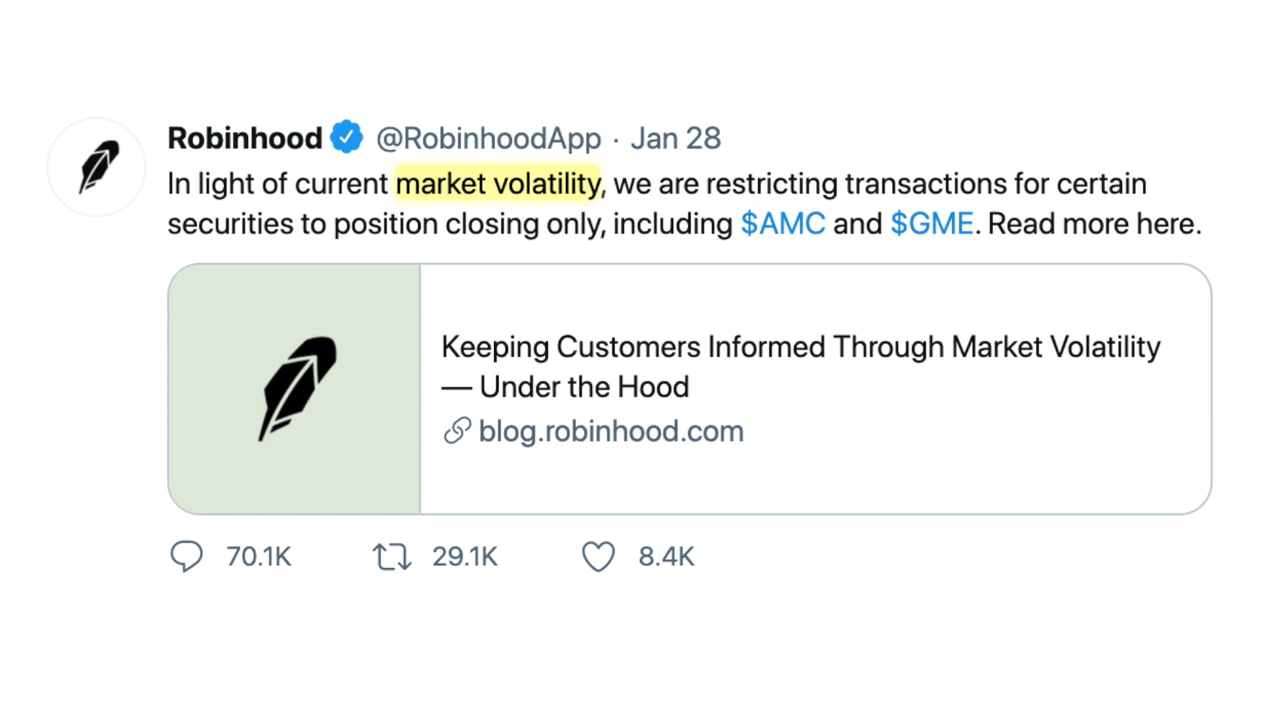 Robinhood @RobinhoodApp · Jan 28
In light of current market volatility, we are restricting transactions for certain
securities to position closing only, including $AMC and $GME. Read more here.
Keeping Customers Informed Through Market Volatility
— Under the Hood
blog.robinhood.com
70.1K 29.1K 8.4K